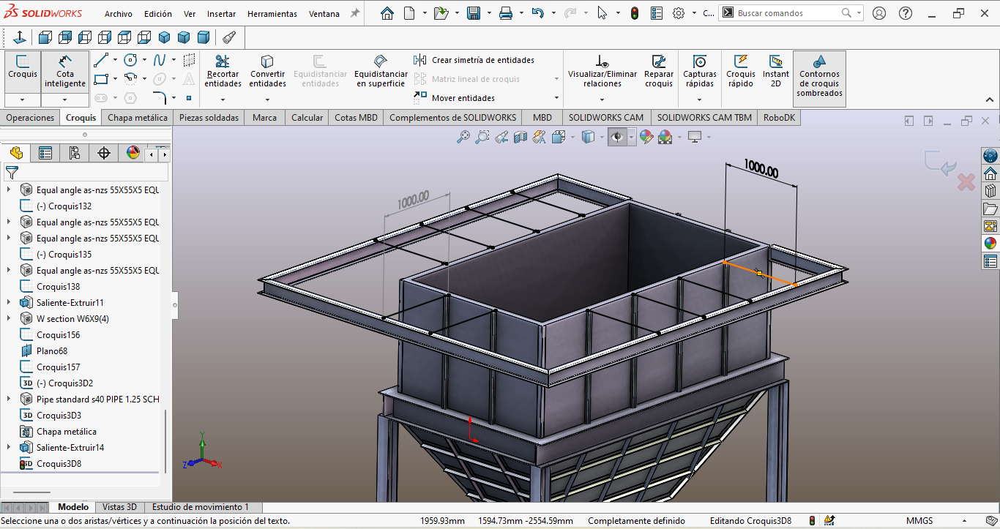 SOLIDWORKS Archivo Edición Ver Insertar Herramientas Ventana C... Buscar comandos
Croquis
Cota inteligente
Recortar entidades
Convertir entidades
Equidistanciar entidades
Equidistanciar en superficie
Crear simetría de entidades
Matriz lineal de croquis
Mover entidades
Visualizar/Eliminar relaciones
Reparar croquis
Capturas rápidas
Croquis rápido
Instant 2D
Contornos de croquis sombreados
Operaciones Croquis Chapa metálica Piezas soldadas Marca Calcular Cotas MBD Complementos de SOLIDWORKS MBD SOLIDWORKS CAM SOLIDWORKS CAM TBM RoboDK
Equal angle as-nzs 55X55X5 EQU
(-) Croquis132
Equal angle as-nzs 55X55X5 EQU
Equal angle as-nzs 55X55X5 EQU
(-) Croquis135
Equal angle as-nzs 55X55X5 EQU
Croquis138
Saliente-Extruir11
W section W6X9(4)
Croquis156
Plano68
Croquis157
3D (-) Croquis3D2
Pipe standard s40 PIPE 1.25 SCH
3D Croquis3D3
Chapa metálica
Saliente-Extruir14
3D Croquis3D8
1000.00
1000.00
Y
Z X
Modelo Vistas 3D Estudio de movimiento 1
Seleccione una o dos aristas/vértices y a continuación la posición del texto. 1959.93mm 1594.73mm -2554.59mm Completamente definido Editando Croquis3D8 MMGS